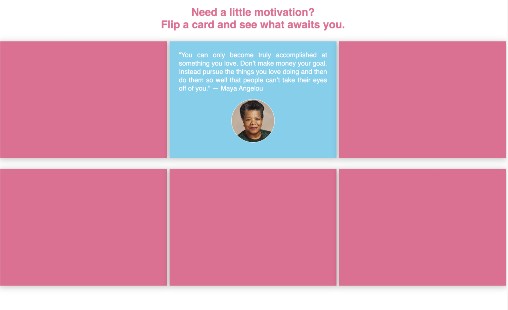 Need a little motivation?
Flip a card and see what awaits you.
"You can only become truly accomplished at
something you love. Don't make money your goal.
Instead pursue the things you love doing and then
do them so well that people can't take their eyes
off of you." — Maya Angelou